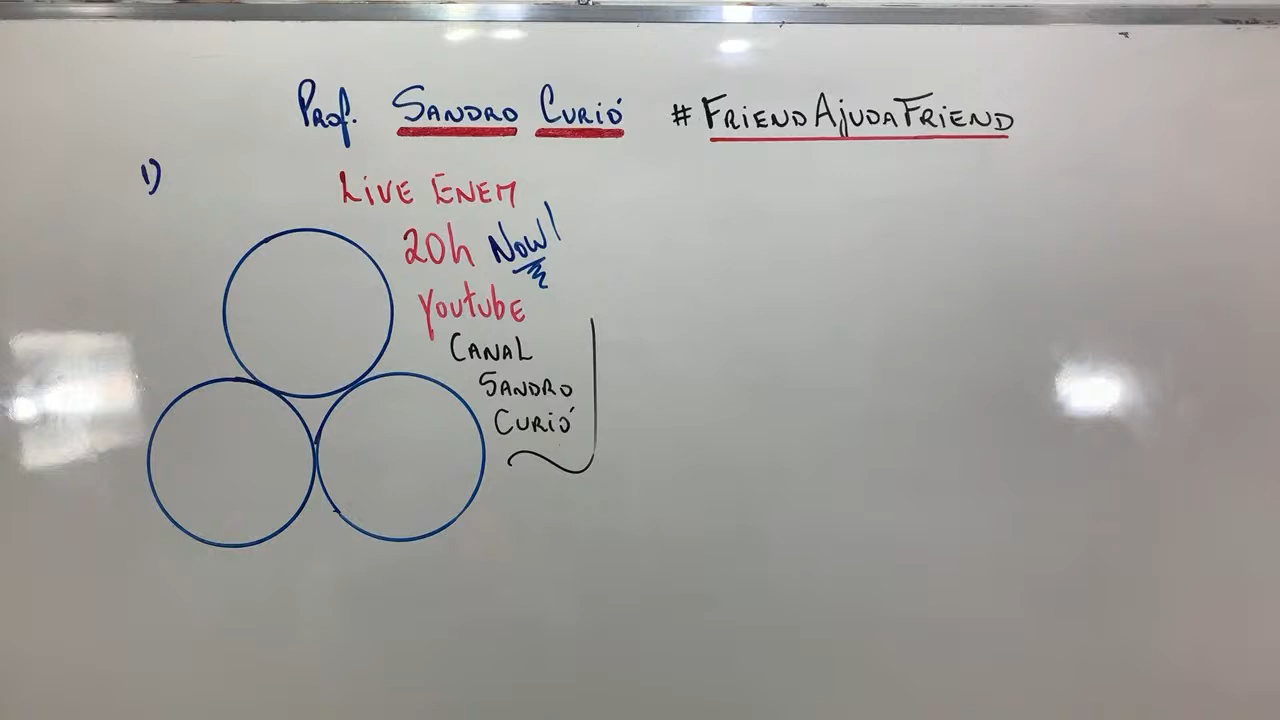 Prof. SANDRO CURIÓ #FRIENDAJUDAFRIEND
1)
LIVE ENEM
20h NOW!
YOUTUBE
CANAL
SANDRO
CURIÓ